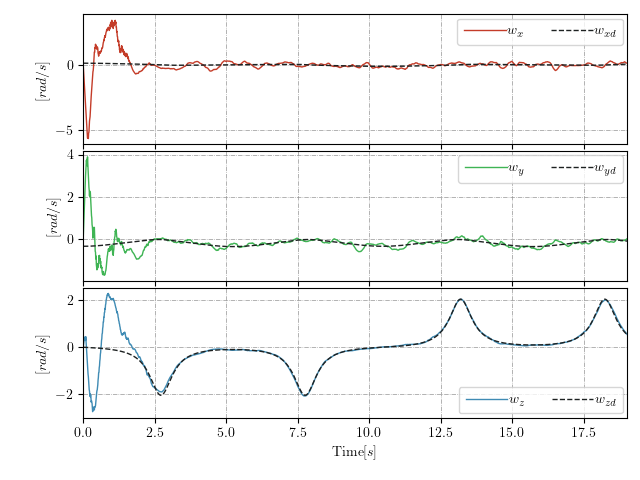 w_x w_xd
0
−5
[rad/s]
w_y w_yd
4
2
0
[rad/s]
2
0
−2
[rad/s]
w_z w_zd
0.0 2.5 5.0 7.5 10.0 12.5 15.0 17.5
Time[s]